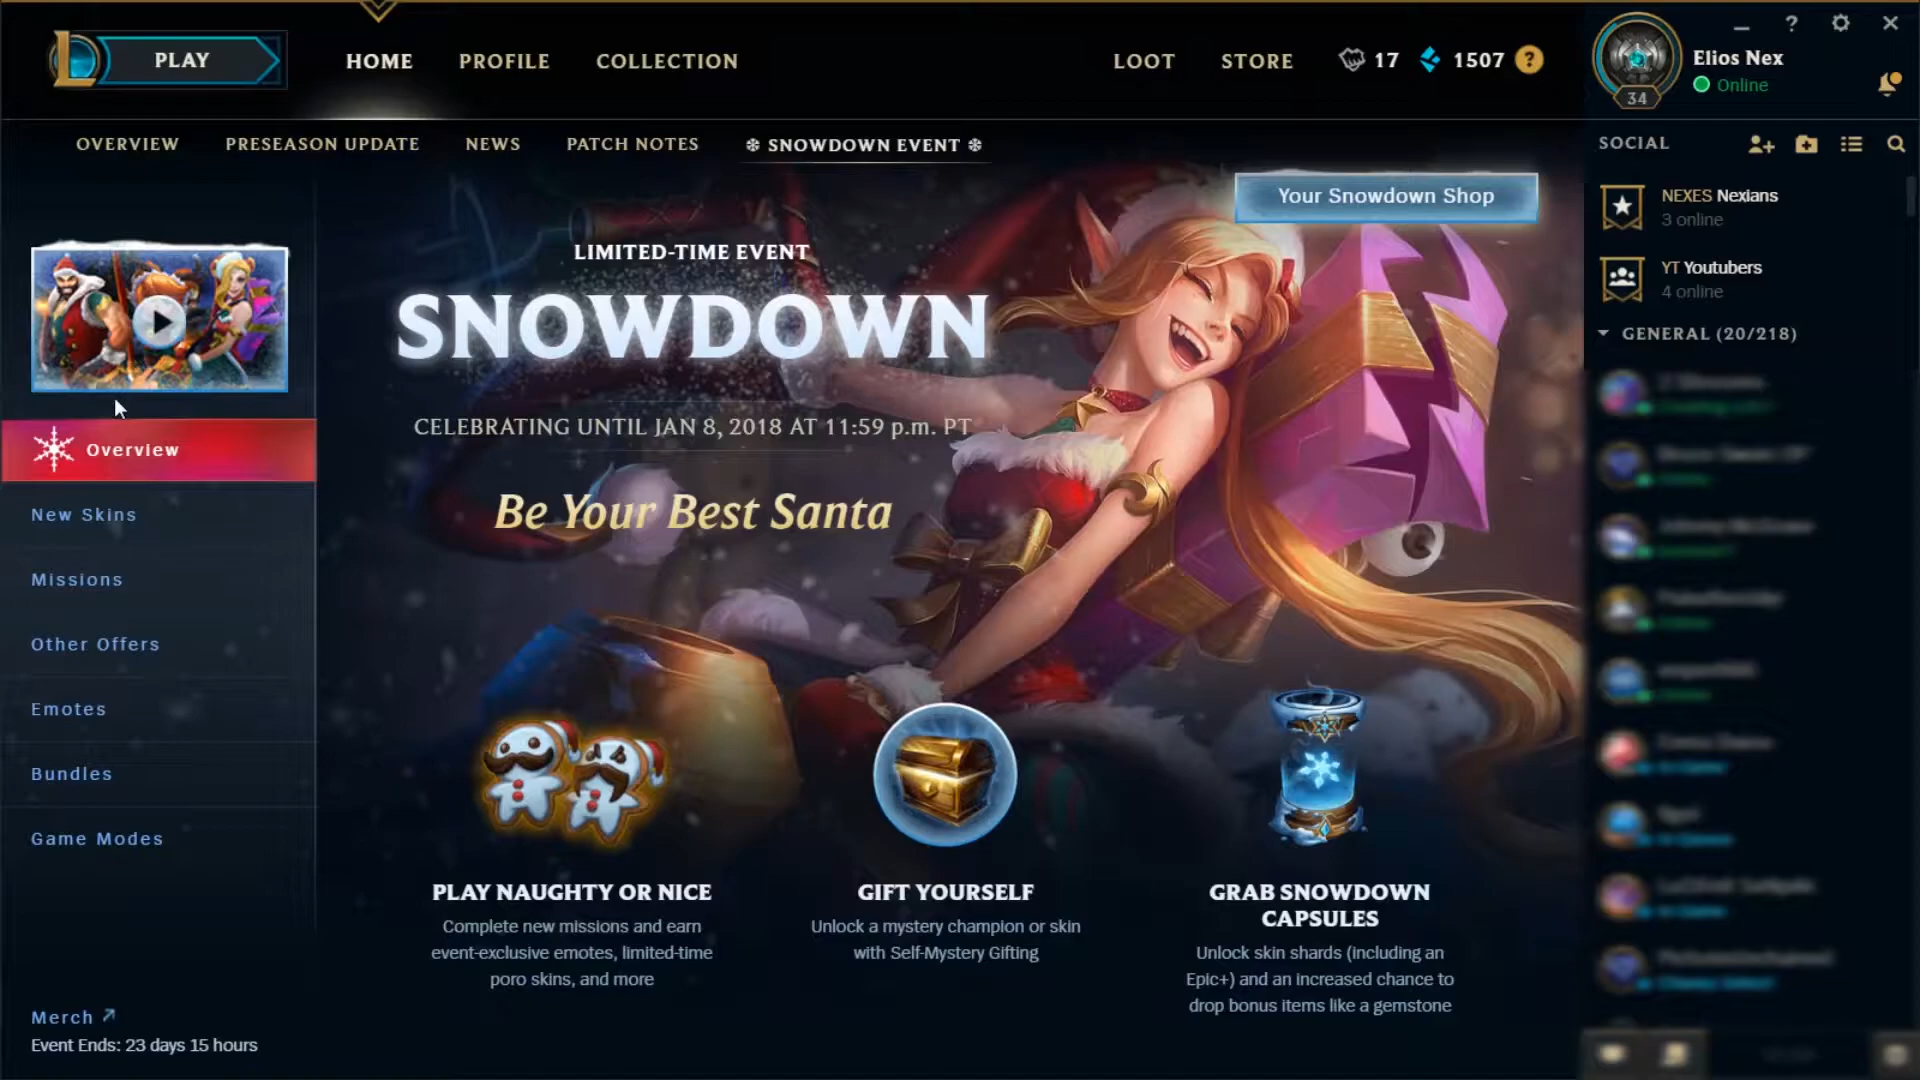 PLAY
HOME
PROFILE
COLLECTION
LOOT
STORE
17
1507
?
?
34
Elios Nex
Online
OVERVIEW
PRESEASON UPDATE
NEWS
PATCH NOTES
❄ SNOWDOWN EVENT ❄
SOCIAL
Your Snowdown Shop
NEXES Nexians
3 online
YT Youtubers
4 online
GENERAL (20/218)
LIMITED-TIME EVENT
SNOWDOWN
CELEBRATING UNTIL JAN 8, 2018 AT 11:59 p.m. PT
Be Your Best Santa
Overview
New Skins
Missions
Other Offers
Emotes
Bundles
Game Modes
PLAY NAUGHTY OR NICE
Complete new missions and earn
event-exclusive emotes, limited-time
poro skins, and more
GIFT YOURSELF
Unlock a mystery champion or skin
with Self-Mystery Gifting
GRAB SNOWDOWN
CAPSULES
Unlock skin shards (including an
Epic+) and an increased chance to
drop bonus items like a gemstone
Merch ↗
Event Ends: 23 days 15 hours